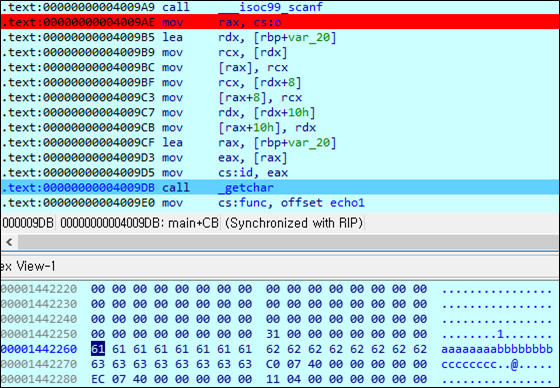 .text:00000000004009A9 call ___isoc99_scanf
.text:00000000004009AE mov rax, cs:o
.text:00000000004009B5 lea rdx, [rbp+var_20]
.text:00000000004009B9 mov rcx, [rdx]
.text:00000000004009BC mov [rax], rcx
.text:00000000004009BF mov rcx, [rdx+8]
.text:00000000004009C3 mov [rax+8], rcx
.text:00000000004009C7 mov rdx, [rdx+10h]
.text:00000000004009CB mov [rax+10h], rdx
.text:00000000004009CF lea rax, [rbp+var_20]
.text:00000000004009D3 mov eax, [rax]
.text:00000000004009D5 mov cs:id, eax
.text:00000000004009DB call _getchar
.text:00000000004009E0 mov cs:func, offset echo1
000009DB 00000000004009DB: main+CB (Synchronized with RIP)
ex View-1
00001442220 00 00 00 00 00 00 00 00 00 00 00 00 00 00 00 00 ................
00001442230 00 00 00 00 00 00 00 00 00 00 00 00 00 00 00 00 ................
00001442240 00 00 00 00 00 00 00 00 00 00 00 00 00 00 00 00 ................
00001442250 00 00 00 00 00 00 00 00 31 00 00 00 00 00 00 00 ........1.......
00001442260 61 61 61 61 61 61 61 61 62 62 62 62 62 62 62 62 aaaaaaaabbbbbbbb
00001442270 63 63 63 63 63 63 63 63 C0 07 40 00 00 00 00 00 cccccccc..@.....
00001442280 EC 07 40 00 00 00 00 00 11 04 00 00 00 00 00 00 ..@.............